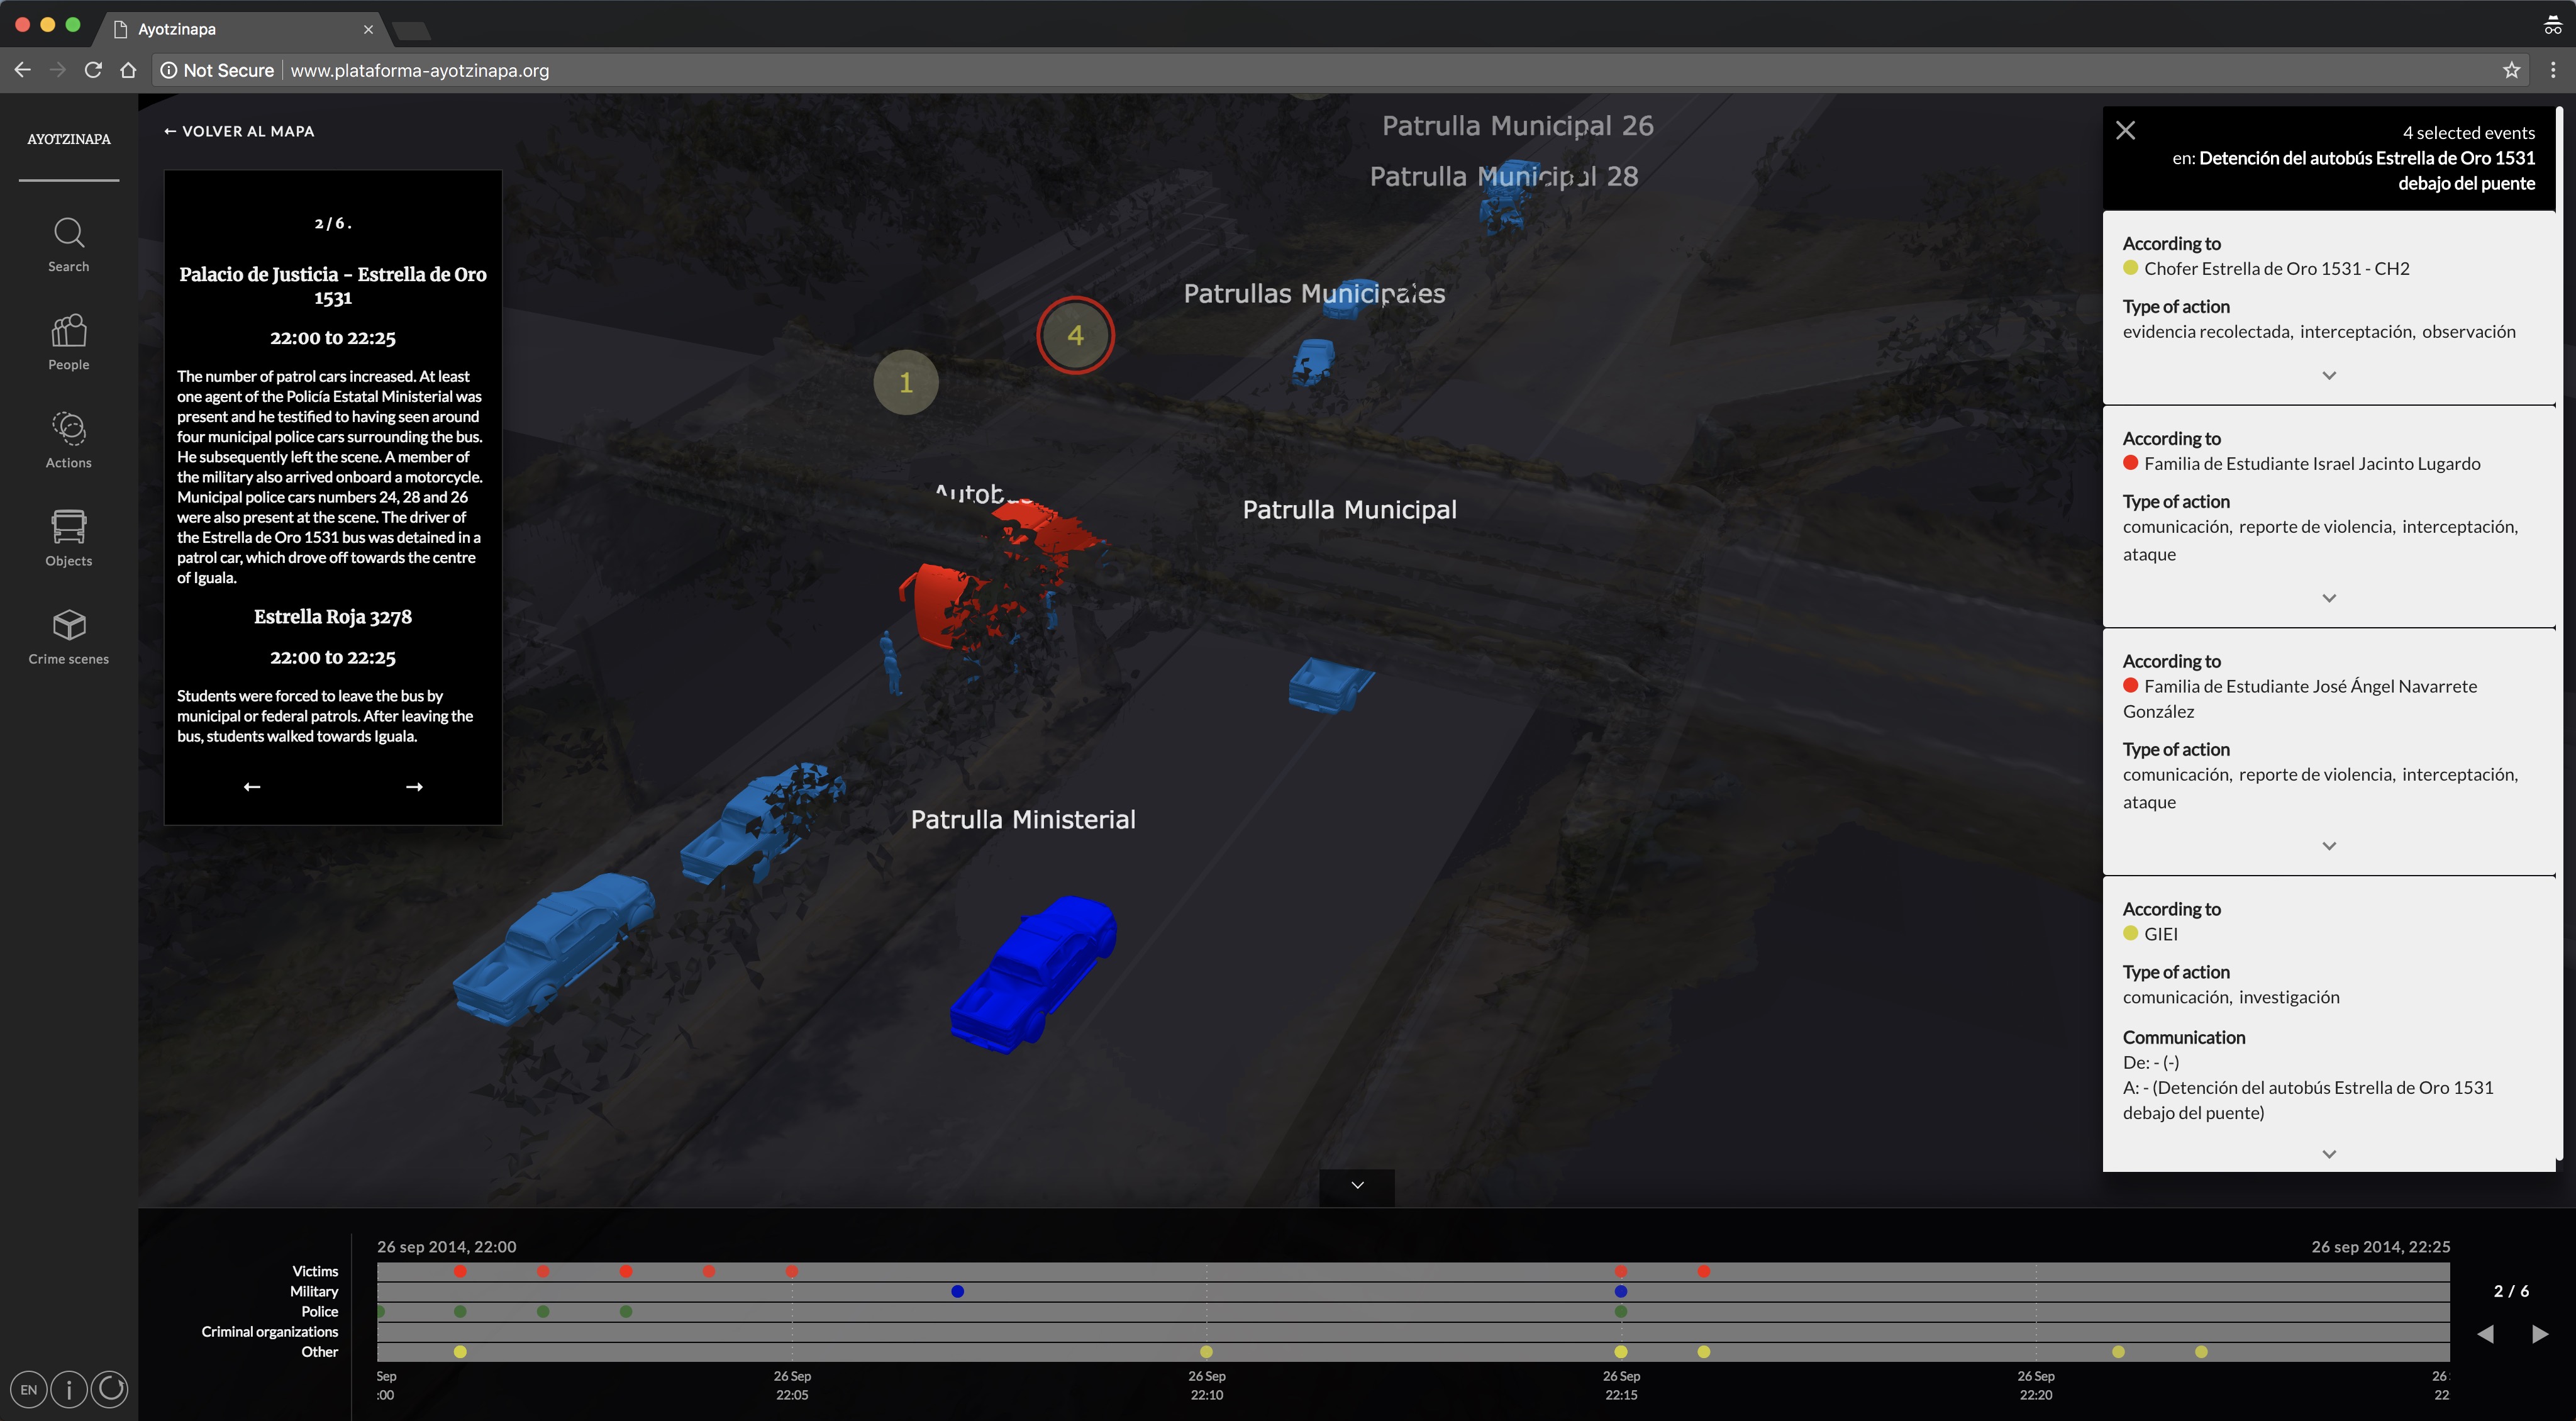 Ayotzinapa
Not Secure
www.plataforma-ayotzinapa.org
AYOTZINAPA
Search
People
Actions
Objects
Crime scenes
EN
← VOLVER AL MAPA
2 / 6 .
Palacio de Justicia – Estrella de Oro
1531
22:00 to 22:25
The number of patrol cars increased. At least
one agent of the Policía Estatal Ministerial was
present and he testified to having seen around
four municipal police cars surrounding the bus.
He subsequently left the scene. A member of
the military also arrived onboard a motorcycle.
Municipal police cars numbers 24, 28 and 26
were also present at the scene. The driver of
the Estrella de Oro 1531 bus was detained in a
patrol car, which drove off towards the centre
of Iguala.
Estrella Roja 3278
22:00 to 22:25
Students were forced to leave the bus by
municipal or federal patrols. After leaving the
bus, students walked towards Iguala.
← →
Patrulla Municipal 26
Patrulla Municipal 28
Patrullas Municipales
4
1
Patrulla Municipal
Patrulla Ministerial
4 selected events
en: Detención del autobús Estrella de Oro 1531
debajo del puente
According to
Chofer Estrella de Oro 1531 - CH2
Type of action
evidencia recolectada, interceptación, observación
According to
Familia de Estudiante Israel Jacinto Lugardo
Type of action
comunicación, reporte de violencia, interceptación,
ataque
According to
Familia de Estudiante José Ángel Navarrete
González
Type of action
comunicación, reporte de violencia, interceptación,
ataque
According to
GIEI
Type of action
comunicación, investigación
Communication
De: - (-)
A: - (Detención del autobús Estrella de Oro 1531
debajo del puente)
26 sep 2014, 22:00
26 sep 2014, 22:25
Victims
Military
Police
Criminal organizations
Other
Sep
:00
26 Sep
22:05
26 Sep
22:10
26 Sep
22:15
26 Sep
22:20
26
22
2 / 6